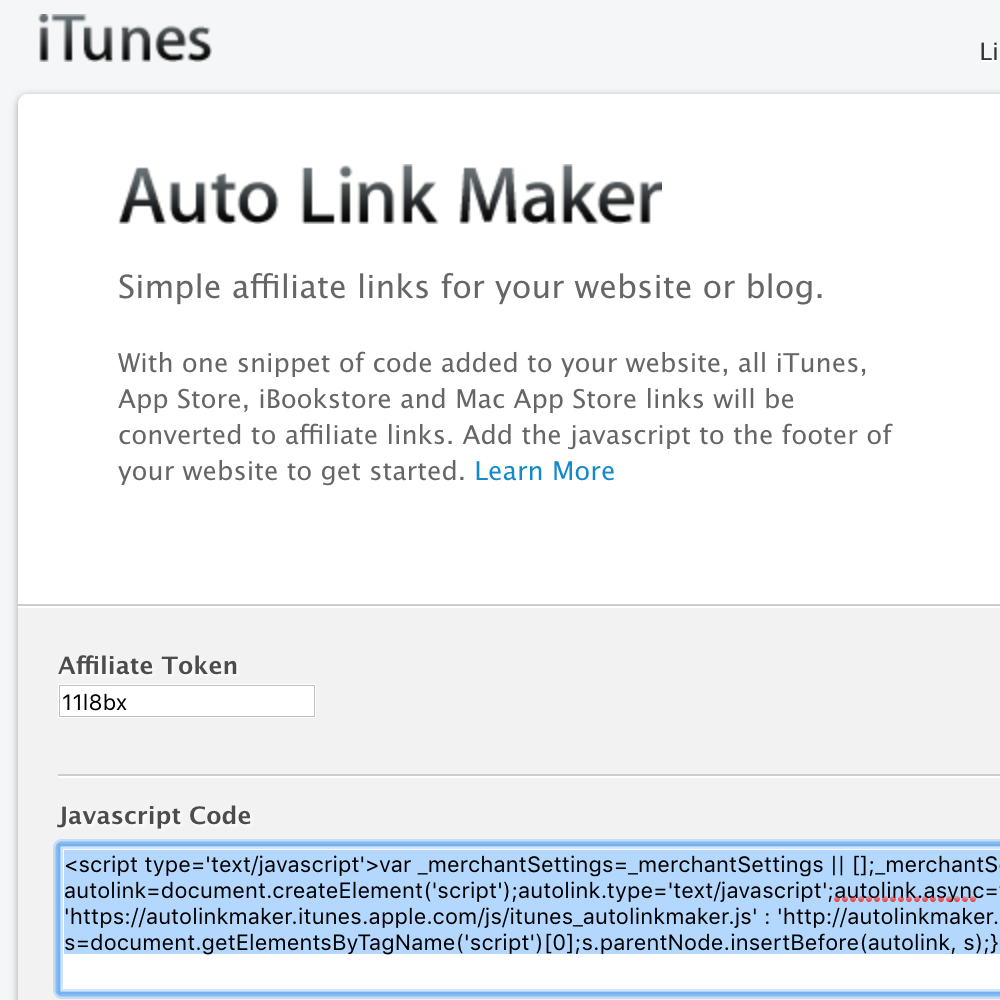 iTunes
Li
Auto Link Maker
Simple affiliate links for your website or blog.
With one snippet of code added to your website, all iTunes,
App Store, iBookstore and Mac App Store links will be
converted to affiliate links. Add the javascript to the footer of
your website to get started. Learn More
Affiliate Token
11l8bx
Javascript Code
<script type='text/javascript'>var _merchantSettings=_merchantSettings || [];_merchantS
autolink=document.createElement('script');autolink.type='text/javascript';autolink.async=
'https://autolinkmaker.itunes.apple.com/js/itunes_autolinkmaker.js' : 'http://autolinkmaker.
s=document.getElementsByTagName('script')[0];s.parentNode.insertBefore(autolink, s);}